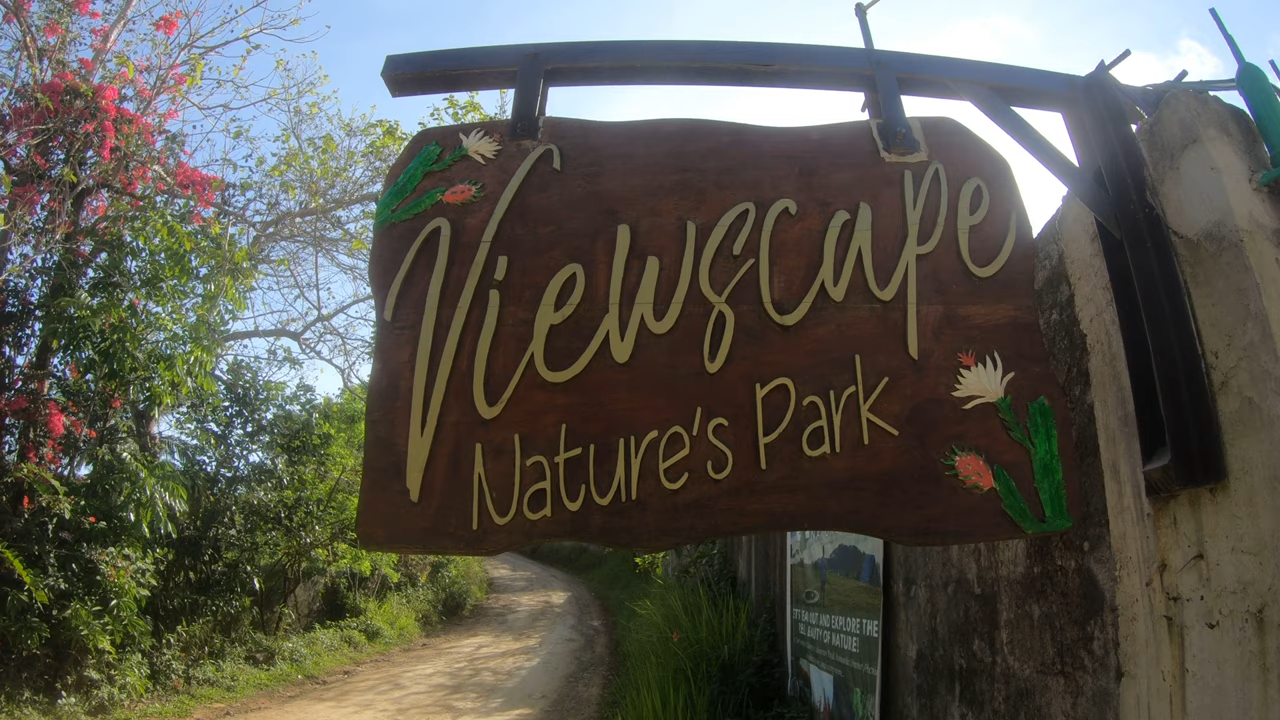 Viewscape
Nature's Park
AND EXPLORE THE
BEAUTY OF NATURE!